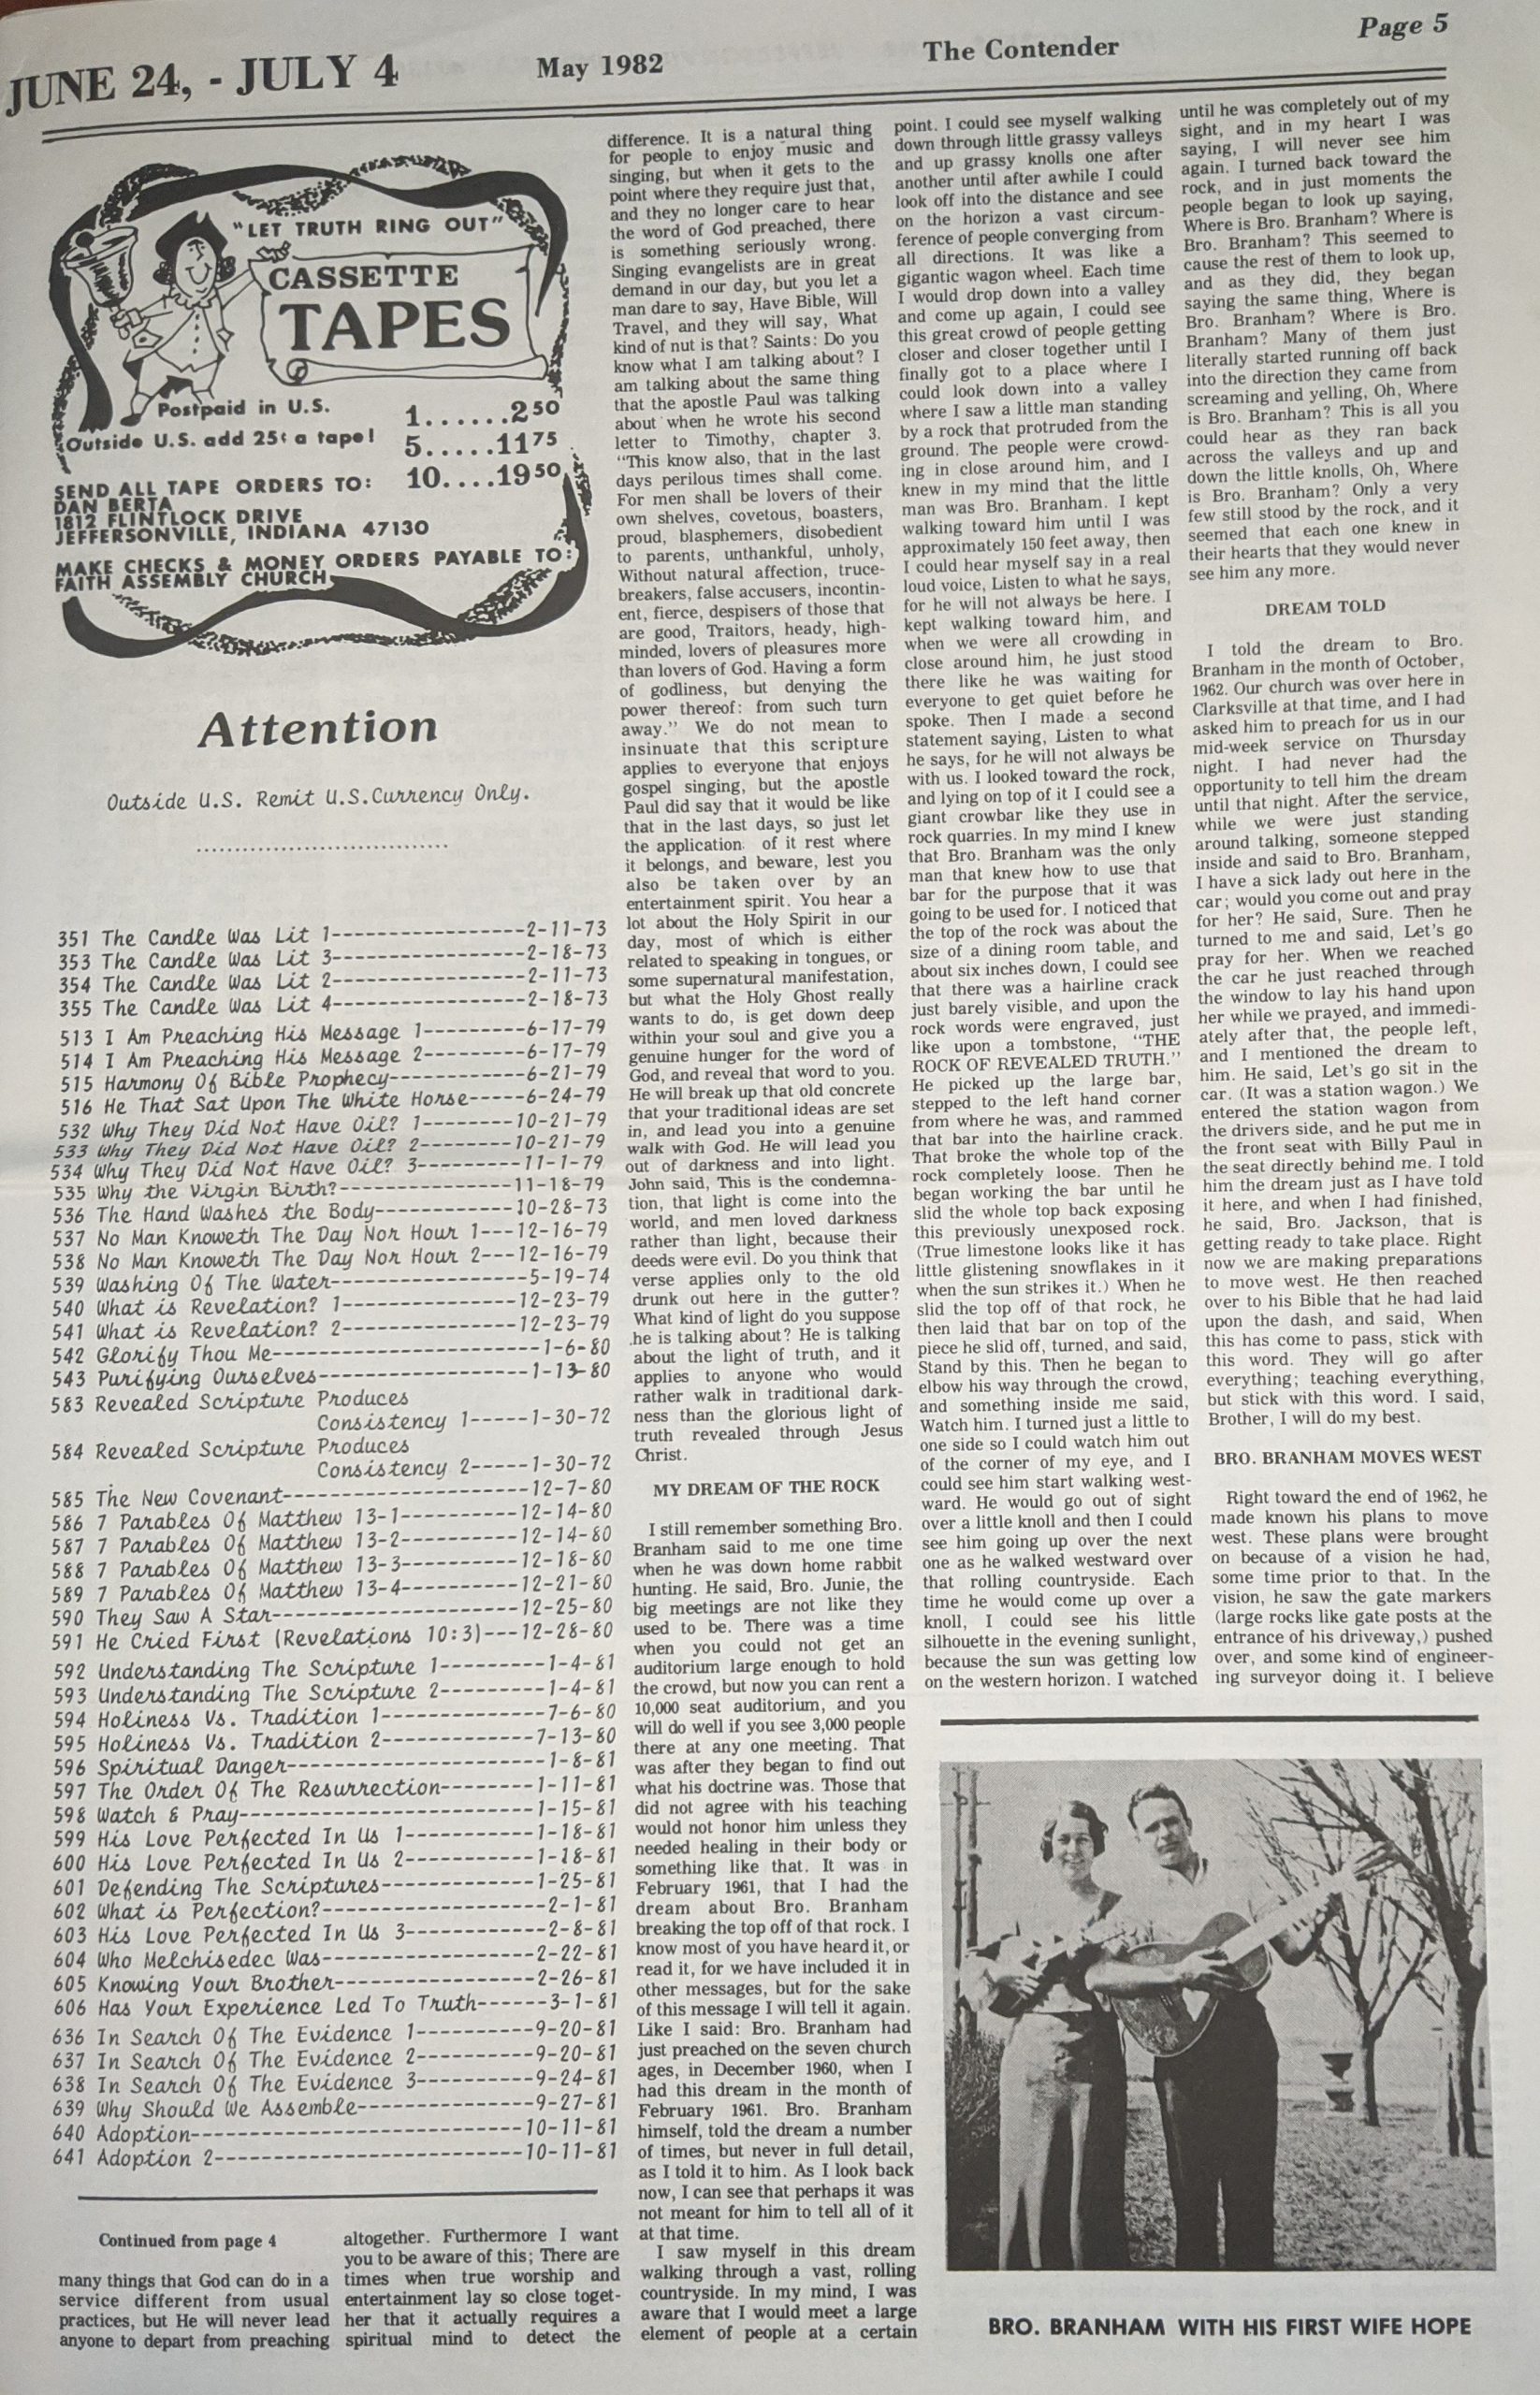 JUNE 24, - JULY 4
May 1982
The Contender
Page 5
"LET TRUTH RING OUT"
CASSETTE
TAPES
Postpaid in U.S.
Outside U.S. add 25¢ a tape!
1......2 50
5.....11 75
10....19 50
SEND ALL TAPE ORDERS TO:
DAN BERTA
1812 FLINTLOCK DRIVE
JEFFERSONVILLE, INDIANA 47130
MAKE CHECKS & MONEY ORDERS PAYABLE TO:
FAITH ASSEMBLY CHURCH
Attention
Outside U.S. Remit U.S.Currency Only.
..............................
351 The Candle Was Lit 1-----------------2-11-73
353 The Candle Was Lit 3-----------------2-18-73
354 The Candle Was Lit 2-----------------2-11-73
355 The Candle Was Lit 4-----------------2-18-73
513 I Am Preaching His Message 1---------6-17-79
514 I Am Preaching His Message 2---------6-17-79
515 Harmony Of Bible Prophecy------------6-21-79
516 He That Sat Upon The White Horse-----6-24-79
532 Why They Did Not Have Oil? 1--------10-21-79
533 Why They Did Not Have Oil? 2--------10-21-79
534 Why They Did Not Have Oil? 3---------11-1-79
535 Why the Virgin Birth?---------------11-18-79
536 The Hand Washes the Body------------10-28-73
537 No Man Knoweth The Day Nor Hour 1---12-16-79
538 No Man Knoweth The Day Nor Hour 2---12-16-79
539 Washing Of The Water-----------------5-19-74
540 What is Revelation? 1---------------12-23-79
541 What is Revelation? 2---------------12-23-79
542 Glorify Thou Me-----------------------1-6-80
543 Purifying Ourselves------------------1-13-80
583 Revealed Scripture Produces
Consistency 1-----1-30-72
584 Revealed Scripture Produces
Consistency 2-----1-30-72
585 The New Covenant---------------------12-7-80
586 7 Parables Of Matthew 13-1----------12-14-80
587 7 Parables Of Matthew 13-2----------12-14-80
588 7 Parables Of Matthew 13-3----------12-18-80
589 7 Parables Of Matthew 13-4----------12-21-80
590 They Saw A Star---------------------12-25-80
591 He Cried First (Revelations 10:3)---12-28-80
592 Understanding The Scripture 1---------1-4-81
593 Understanding The Scripture 2---------1-4-81
594 Holiness Vs. Tradition 1--------------7-6-80
595 Holiness Vs. Tradition 2-------------7-13-80
596 Spiritual Danger----------------------1-8-81
597 The Order Of The Resurrection--------1-11-81
598 Watch & Pray-------------------------1-15-81
599 His Love Perfected In Us 1-----------1-18-81
600 His Love Perfected In Us 2-----------1-18-81
601 Defending The Scriptures-------------1-25-81
602 What is Perfection?-------------------2-1-81
603 His Love Perfected In Us 3------------2-8-81
604 Who Melchisedec Was------------------2-22-81
605 Knowing Your Brother-----------------2-26-81
606 Has Your Experience Led To Truth------3-1-81
636 In Search Of The Evidence 1----------9-20-81
637 In Search Of The Evidence 2----------9-20-81
638 In Search Of The Evidence 3----------9-24-81
639 Why Should We Assemble---------------9-27-81
640 Adoption----------------------------10-11-81
641 Adoption 2--------------------------10-11-81
Continued from page 4
many things that God can do in a
service different from usual
practices, but He will never lead
anyone to depart from preaching
altogether. Furthermore I want
you to be aware of this; There are
times when true worship and
entertainment lay so close toget-
her that it actually requires a
spiritual mind to detect the
difference. It is a natural thing
for people to enjoy music and
singing, but when it gets to the
point where they require just that,
and they no longer care to hear
the word of God preached, there
is something seriously wrong.
Singing evangelists are in great
demand in our day, but you let a
man dare to say, Have Bible, Will
Travel, and they will say, What
kind of nut is that? Saints: Do you
know what I am talking about? I
am talking about the same thing
that the apostle Paul was talking
about when he wrote his second
letter to Timothy, chapter 3.
"This know also, that in the last
days perilous times shall come.
For men shall be lovers of their
own shelves, covetous, boasters,
proud, blasphemers, disobedient
to parents, unthankful, unholy,
Without natural affection, truce-
breakers, false accusers, incontin-
ent, fierce, despisers of those that
are good, Traitors, heady, high-
minded, lovers of pleasures more
than lovers of God. Having a form
of godliness, but denying the
power thereof: from such turn
away." We do not mean to
insinuate that this scripture
applies to everyone that enjoys
gospel singing, but the apostle
Paul did say that it would be like
that in the last days, so just let
the application of it rest where
it belongs, and beware, lest you
also be taken over by an
entertainment spirit. You hear a
lot about the Holy Spirit in our
day, most of which is either
related to speaking in tongues, or
some supernatural manifestation,
but what the Holy Ghost really
wants to do, is get down deep
within your soul and give you a
genuine hunger for the word of
God, and reveal that word to you.
He will break up that old concrete
that your traditional ideas are set
in, and lead you into a genuine
walk with God. He will lead you
out of darkness and into light.
John said, This is the condemna-
tion, that light is come into the
world, and men loved darkness
rather than light, because their
deeds were evil. Do you think that
verse applies only to the old
drunk out here in the gutter?
What kind of light do you suppose
he is talking about? He is talking
about the light of truth, and it
applies to anyone who would
rather walk in traditional dark-
ness than the glorious light of
truth revealed through Jesus
Christ.
MY DREAM OF THE ROCK
I still remember something Bro.
Branham said to me one time
when he was down home rabbit
hunting. He said, Bro. Junie, the
big meetings are not like they
used to be. There was a time
when you could not get an
auditorium large enough to hold
the crowd, but now you can rent a
10,000 seat auditorium, and you
will do well if you see 3,000 people
there at any one meeting. That
was after they began to find out
what his doctrine was. Those that
did not agree with his teaching
would not honor him unless they
needed healing in their body or
something like that. It was in
February 1961, that I had the
dream about Bro. Branham
breaking the top off of that rock. I
know most of you have heard it, or
read it, for we have included it in
other messages, but for the sake
of this message I will tell it again.
Like I said: Bro. Branham had
just preached on the seven church
ages, in December 1960, when I
had this dream in the month of
February 1961. Bro. Branham
himself, told the dream a number
of times, but never in full detail,
as I told it to him. As I look back
now, I can see that perhaps it was
not meant for him to tell all of it
at that time.
I saw myself in this dream
walking through a vast, rolling
countryside. In my mind, I was
aware that I would meet a large
element of people at a certain
point. I could see myself walking
down through little grassy valleys
and up grassy knolls one after
another until after awhile I could
look off into the distance and see
on the horizon a vast circum-
ference of people converging from
all directions. It was like a
gigantic wagon wheel. Each time
I would drop down into a valley
and come up again, I could see
this great crowd of people getting
closer and closer together until I
finally got to a place where I
could look down into a valley
where I saw a little man standing
by a rock that protruded from the
ground. The people were crowd-
ing in close around him, and I
knew in my mind that the little
man was Bro. Branham. I kept
walking toward him until I was
approximately 150 feet away, then
I could hear myself say in a real
loud voice, Listen to what he says,
for he will not always be here. I
kept walking toward him, and
when we were all crowding in
close around him, he just stood
there like he was waiting for
everyone to get quiet before he
spoke. Then I made a second
statement saying, Listen to what
he says, for he will not always be
with us. I looked toward the rock,
and lying on top of it I could see a
giant crowbar like they use in
rock quarries. In my mind I knew
that Bro. Branham was the only
man that knew how to use that
bar for the purpose that it was
going to be used for. I noticed that
the top of the rock was about the
size of a dining room table, and
about six inches down, I could see
that there was a hairline crack
just barely visible, and upon the
rock words were engraved, just
like upon a tombstone, "THE
ROCK OF REVEALED TRUTH."
He picked up the large bar,
stepped to the left hand corner
from where he was, and rammed
that bar into the hairline crack.
That broke the whole top of the
rock completely loose. Then he
began working the bar until he
slid the whole top back exposing
this previously unexposed rock.
(True limestone looks like it has
little glistening snowflakes in it
when the sun strikes it.) When he
slid the top off of that rock, he
then laid that bar on top of the
piece he slid off, turned, and said,
Stand by this. Then he began to
elbow his way through the crowd,
and something inside me said,
Watch him. I turned just a little to
one side so I could watch him out
of the corner of my eye, and I
could see him start walking west-
ward. He would go out of sight
over a little knoll and then I could
see him going up over the next
one as he walked westward over
that rolling countryside. Each
time he would come up over a
knoll, I could see his little
silhouette in the evening sunlight,
because the sun was getting low
on the western horizon. I watched
until he was completely out of my
sight, and in my heart I was
saying, I will never see him
again. I turned back toward the
rock, and in just moments the
people began to look up saying,
Where is Bro. Branham? Where is
Bro. Branham? This seemed to
cause the rest of them to look up,
and as they did, they began
saying the same thing, Where is
Bro. Branham? Where is Bro.
Branham? Many of them just
literally started running off back
into the direction they came from
screaming and yelling, Oh, Where
is Bro. Branham? This is all you
could hear as they ran back
across the valleys and up and
down the little knolls, Oh, Where
is Bro. Branham? Only a very
few still stood by the rock, and it
seemed that each one knew in
their hearts that they would never
see him any more.
DREAM TOLD
I told the dream to Bro.
Branham in the month of October,
1962. Our church was over here in
Clarksville at that time, and I had
asked him to preach for us in our
mid-week service on Thursday
night. I had never had the
opportunity to tell him the dream
until that night. After the service,
while we were just standing
around talking, someone stepped
inside and said to Bro. Branham,
I have a sick lady out here in the
car; would you come out and pray
for her? He said, Sure. Then he
turned to me and said, Let's go
pray for her. When we reached
the car he just reached through
the window to lay his hand upon
her while we prayed, and immedi-
ately after that, the people left,
and I mentioned the dream to
him. He said, Let's go sit in the
car. (It was a station wagon.) We
entered the station wagon from
the drivers side, and he put me in
the front seat with Billy Paul in
the seat directly behind me. I told
him the dream just as I have told
it here, and when I had finished,
he said, Bro. Jackson, that is
getting ready to take place. Right
now we are making preparations
to move west. He then reached
over to his Bible that he had laid
upon the dash, and said, When
this has come to pass, stick with
this word. They will go after
everything; teaching everything,
but stick with this word. I said,
Brother, I will do my best.
BRO. BRANHAM MOVES WEST
Right toward the end of 1962, he
made known his plans to move
west. These plans were brought
on because of a vision he had,
some time prior to that. In the
vision, he saw the gate markers
(large rocks like gate posts at the
entrance of his driveway,) pushed
over, and some kind of engineer-
ing surveyor doing it. I believe
BRO. BRANHAM WITH HIS FIRST WIFE HOPE